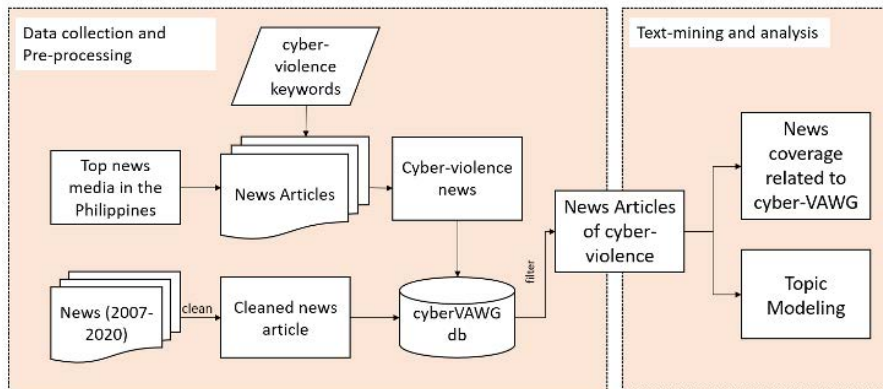 Data collection and
Pre-processing
cyber-
violence
keywords
Top news
media in the
Philippines
News Articles
Cyber-violence
news
News (2007-
2020)
clean
Cleaned news
article
cyberVAWG
db
filter
News Articles
of cyber-
violence
Text-mining and analysis
News
coverage
related to
cyber-VAWG
Topic
Modeling